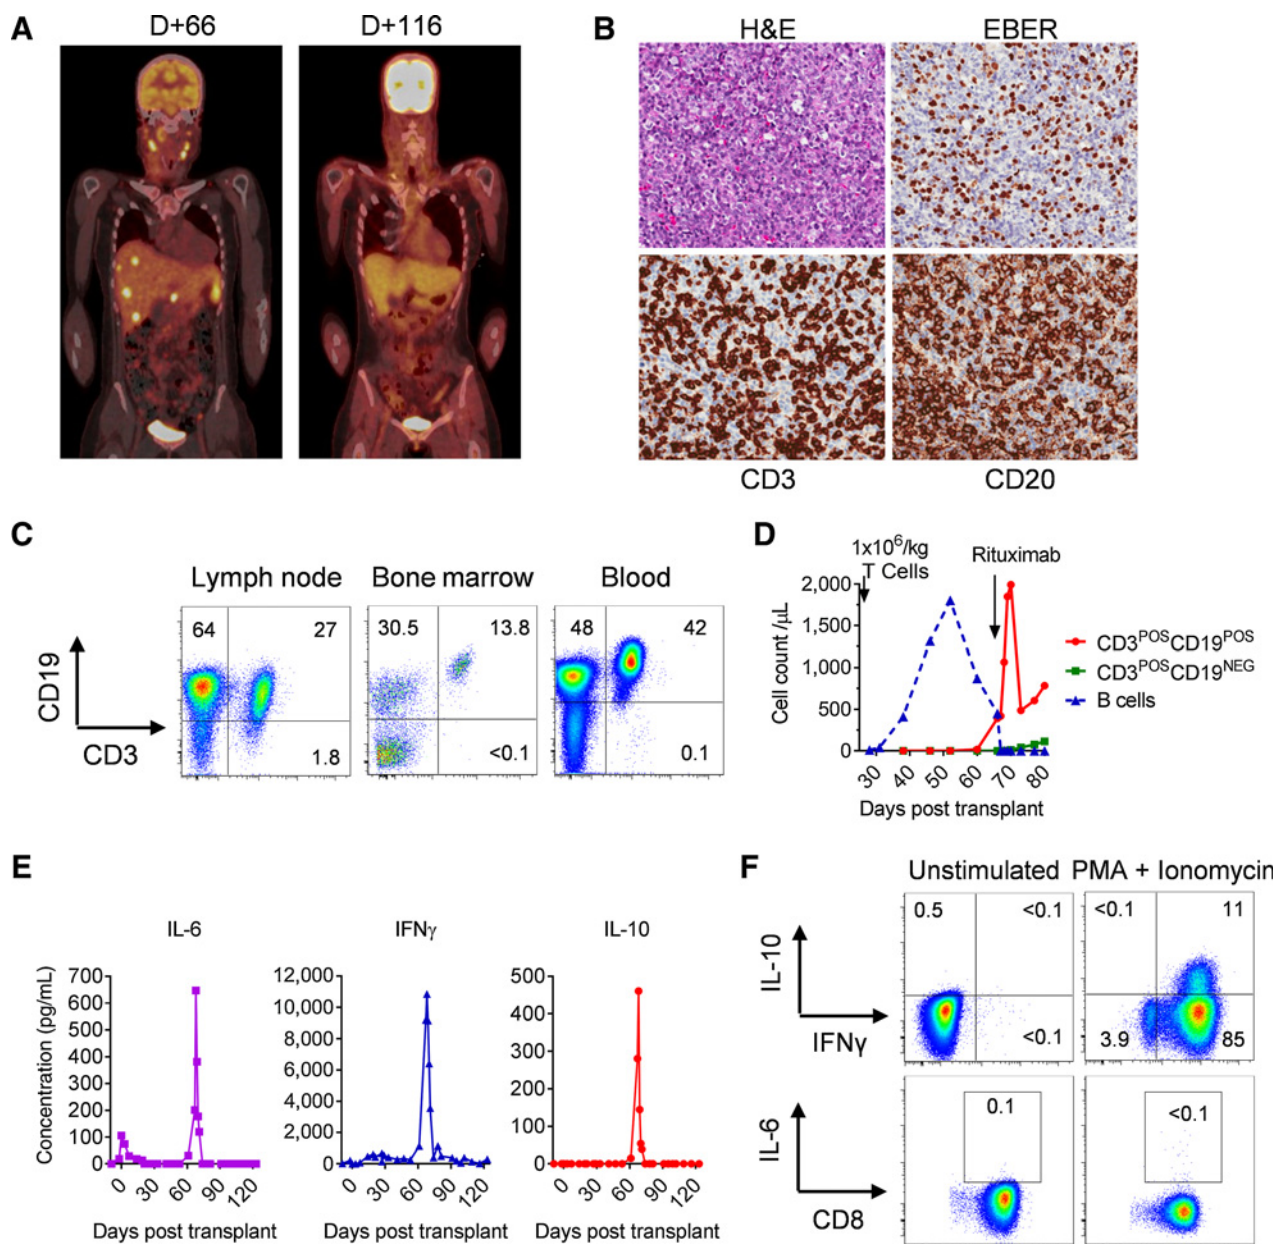 A
D+66
D+116
B
H&E
EBER
CD3
CD20
C
Lymph node
Bone marrow
Blood
CD19
CD3
64
27
1.8
30.5
13.8
<0.1
48
42
0.1
D
1x10⁶/kg
T Cells
Rituximab
Cell count /μL
2,000
1,500
1,000
500
0
30
40
50
60
70
80
Days post transplant
CD3ᴾᴼˢCD19ᴾᴼˢ
CD3ᴾᴼˢCD19ᴺᴱᴳ
B cells
E
IL-6
IFNγ
IL-10
Concentration (pg/mL)
700
600
500
400
300
200
100
0
0
30
60
90
120
Days post transplant
12,000
10,000
8,000
6,000
4,000
2,000
0
0
30
60
90
120
Days post transplant
500
400
300
200
100
0
0
30
60
90
120
Days post transplant
F
Unstimulated
PMA + Ionomycin
IL-10
IFNγ
0.5
<0.1
<0.1
<0.1
11
3.9
85
IL-6
CD8
0.1
<0.1